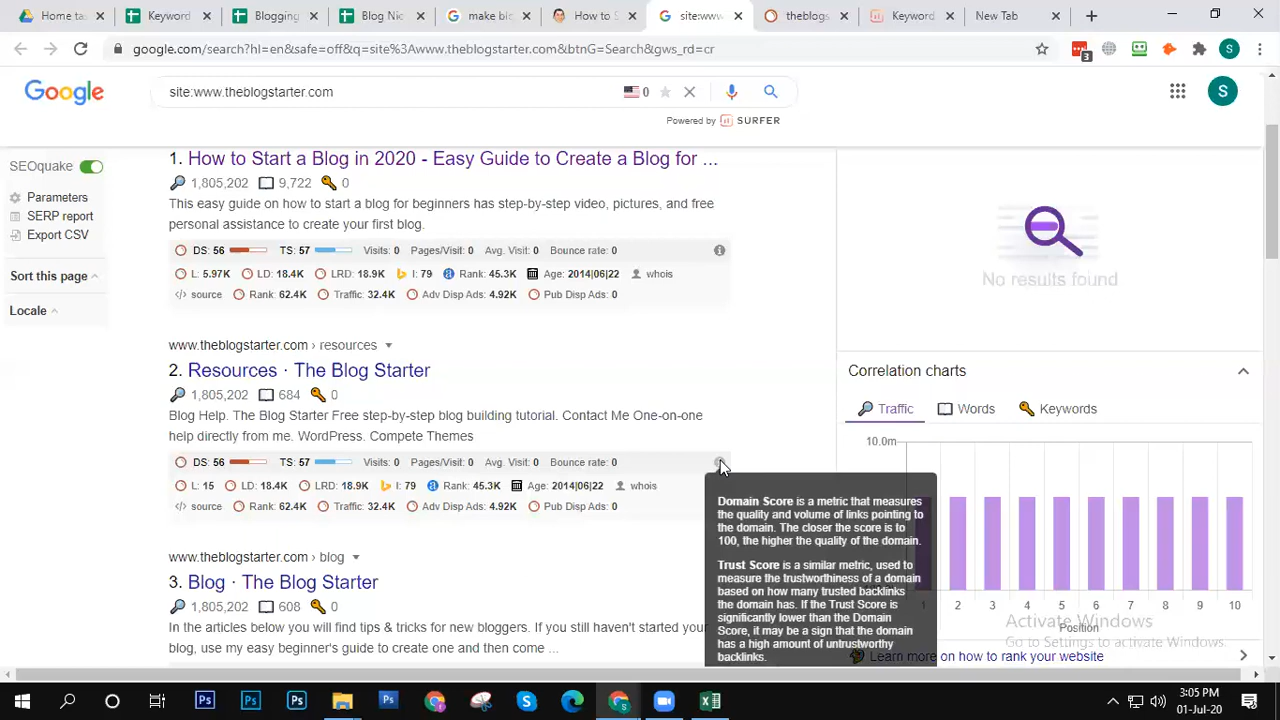 Home ta
Keyword
Blogging
Blog Nic
make blo
How to S
site:www
theblogs
Keyword
New Tab
google.com/search?hl=en&safe=off&q=site%3Awww.theblogstarter.com&btnG=Search&gws_rd=cr
3
S
Google
site:www.theblogstarter.com
0
S
Powered by SURFER
SEOquake
Parameters
SERP report
Export CSV
Sort this page
Locale
1. How to Start a Blog in 2020 - Easy Guide to Create a Blog for ...
1,805,202 9,722 0
This easy guide on how to start a blog for beginners has step-by-step video, pictures, and free
personal assistance to create your first blog.
DS: 56 TS: 57 Visits: 0 Pages/Visit: 0 Avg. Visit: 0 Bounce rate: 0
L: 5.97K LD: 18.4K LRD: 18.9K I: 79 Rank: 45.3K Age: 2014|06|22 whois
</> source Rank: 62.4K Traffic: 32.4K Adv Disp Ads: 4.92K Pub Disp Ads: 0
www.theblogstarter.com › resources
2. Resources · The Blog Starter
1,805,202 684 0
Blog Help. The Blog Starter Free step-by-step blog building tutorial. Contact Me One-on-one
help directly from me. WordPress. Compete Themes
DS: 56 TS: 57 Visits: 0 Pages/Visit: 0 Avg. Visit: 0 Bounce rate: 0
L: 15 LD: 18.4K LRD: 18.9K I: 79 Rank: 45.3K Age: 2014|06|22 whois
</> source Rank: 62.4K Traffic: 32.4K Adv Disp Ads: 4.92K Pub Disp Ads: 0
www.theblogstarter.com › blog
3. Blog · The Blog Starter
1,805,202 608 0
In the articles below you will find tips & tricks for new bloggers. If you still haven't started your
blog, use my easy beginner's guide to create one and then come ...
Domain Score is a metric that measures
the quality and volume of links pointing to
the domain. The closer the score is to
100, the higher the quality of the domain.
Trust Score is a similar metric, used to
measure the trustworthiness of a domain
based on how many trusted backlinks
the domain has. If the Trust Score is
significantly lower than the Domain
Score, it may be a sign that the domain
has a high amount of untrustworthy
backlinks.
No results found
Correlation charts
Traffic Words Keywords
10.0m
1 2 3 4 5 6 7 8 9 10
Position
Activate Windows
Go to Settings to activate Windows.
Learn more on how to rank your website
3:05 PM
01-Jul-20